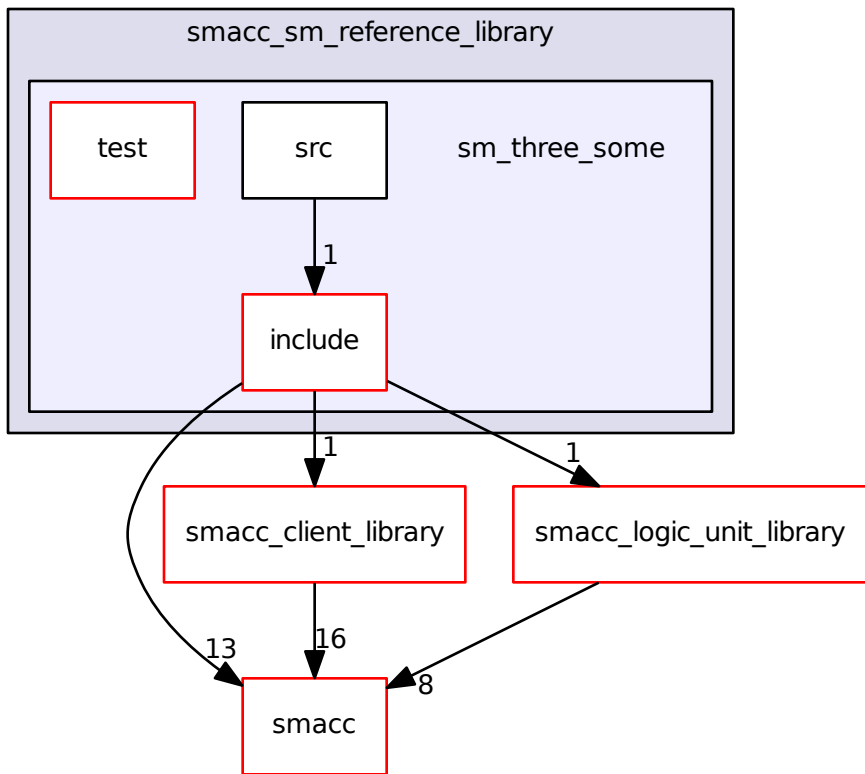 smacc_sm_reference_library
test
src
sm_three_some
1
include
1
1
smacc_client_library
smacc_logic_unit_library
13
16
8
smacc